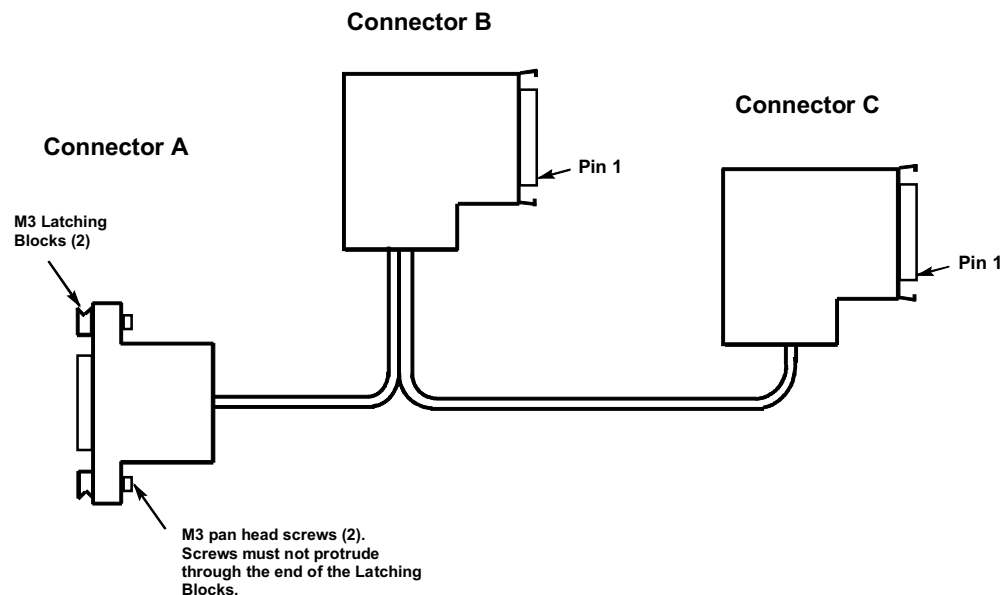 Connector B
Connector C
Connector A
Pin 1
M3 Latching
Blocks (2)
Pin 1
M3 pan head screws (2).
Screws must not protrude
through the end of the Latching
Blocks.